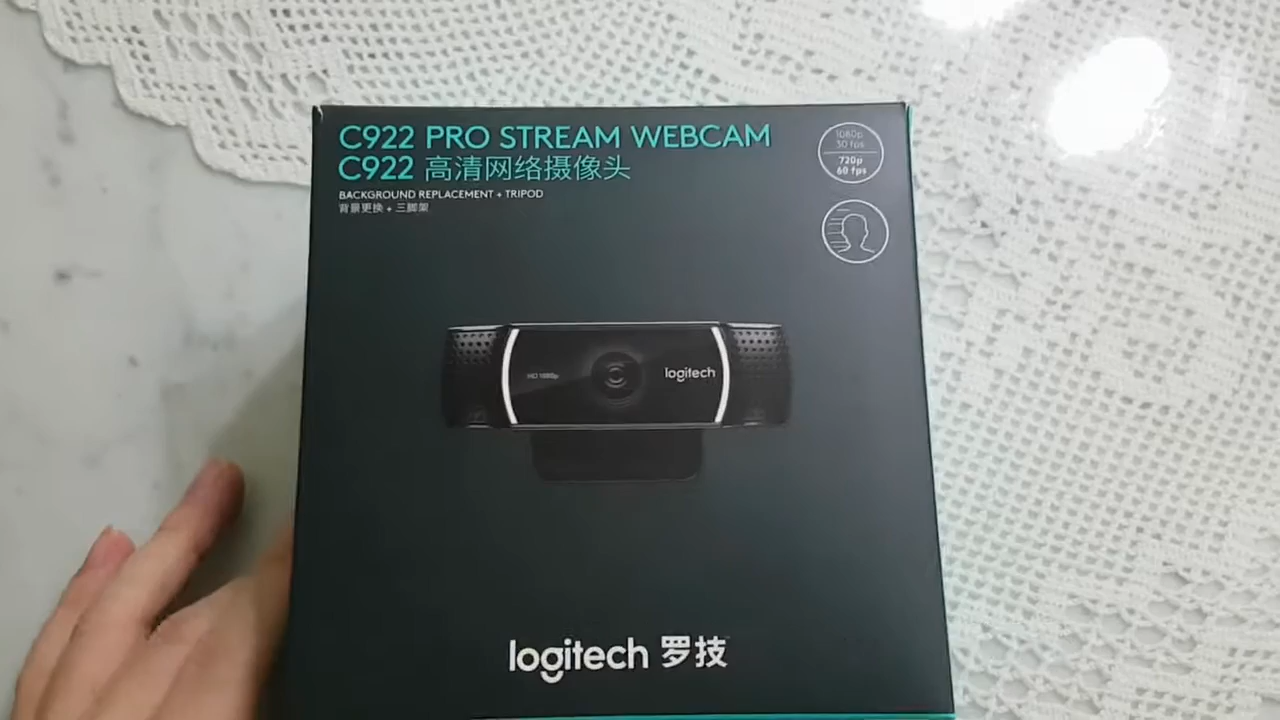 C922 PRO STREAM WEBCAM
C922 高清网络摄像头
BACKGROUND REPLACEMENT + TRIPOD
背景更换 + 三脚架
1080p
30 fps
720p
60 fps
HD 1080p
logitech
logitech 罗技